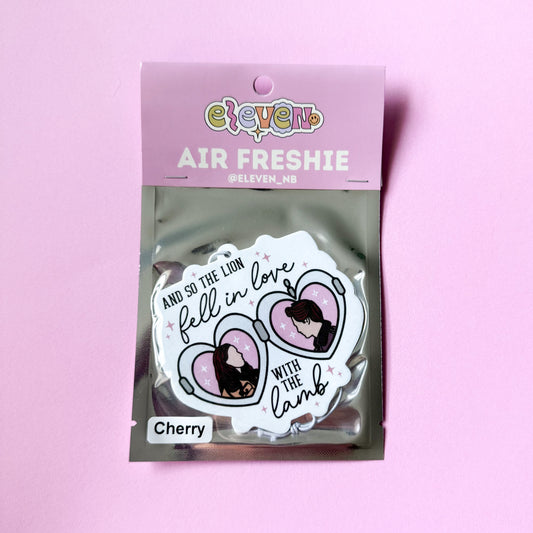 eleven
AIR FRESHIE
@ELEVEN_NB
AND SO THE LION
fell in love
WITH
THE
lamb
Cherry